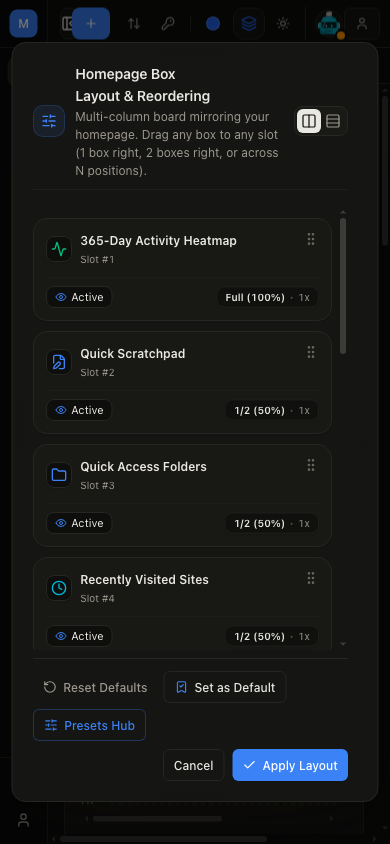 M
Homepage Box
Layout & Reordering
Multi-column board mirroring your
homepage. Drag any box to any slot
(1 box right, 2 boxes right, or across
N positions).
365-Day Activity Heatmap
Slot #1
Active
Full (100%) · 1x
Quick Scratchpad
Slot #2
Active
1/2 (50%) · 1x
Quick Access Folders
Slot #3
Active
1/2 (50%) · 1x
Recently Visited Sites
Slot #4
Active
1/2 (50%) · 1x
Reset Defaults
Set as Default
Presets Hub
Cancel
Apply Layout